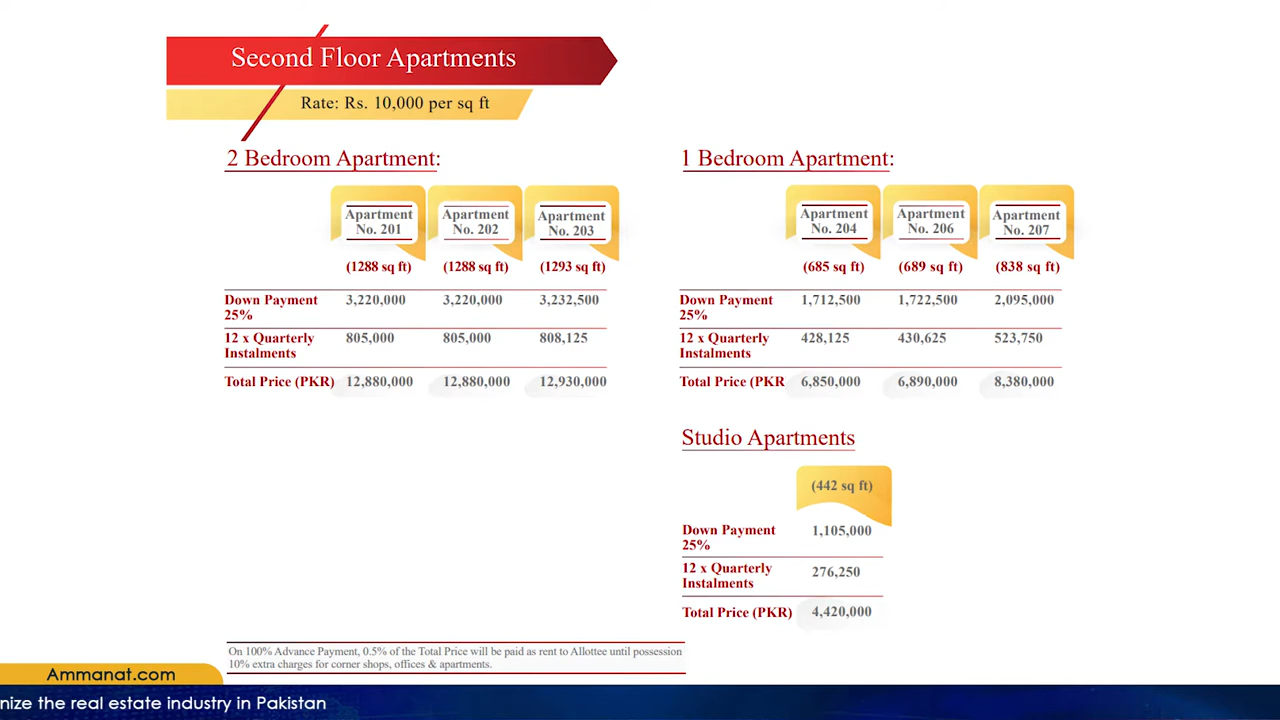 Second Floor Apartments
Rate: Rs. 10,000 per sq ft
2 Bedroom Apartment:
Apartment No. 201
Apartment No. 202
Apartment No. 203
(1288 sq ft) (1288 sq ft) (1293 sq ft)
Down Payment 3,220,000 3,220,000 3,232,500
25%
12 x Quarterly 805,000 805,000 808,125
Instalments
Total Price (PKR) 12,880,000 12,880,000 12,930,000
1 Bedroom Apartment:
Apartment No. 204
Apartment No. 206
Apartment No. 207
(685 sq ft) (689 sq ft) (838 sq ft)
Down Payment 1,712,500 1,722,500 2,095,000
25%
12 x Quarterly 428,125 430,625 523,750
Instalments
Total Price (PKR 6,850,000 6,890,000 8,380,000
Studio Apartments
(442 sq ft)
Down Payment 1,105,000
25%
12 x Quarterly 276,250
Instalments
Total Price (PKR) 4,420,000
On 100% Advance Payment, 0.5% of the Total Price will be paid as rent to Allottee until possession
10% extra charges for corner shops, offices & apartments.
Ammanat.com
nize the real estate industry in Pakistan